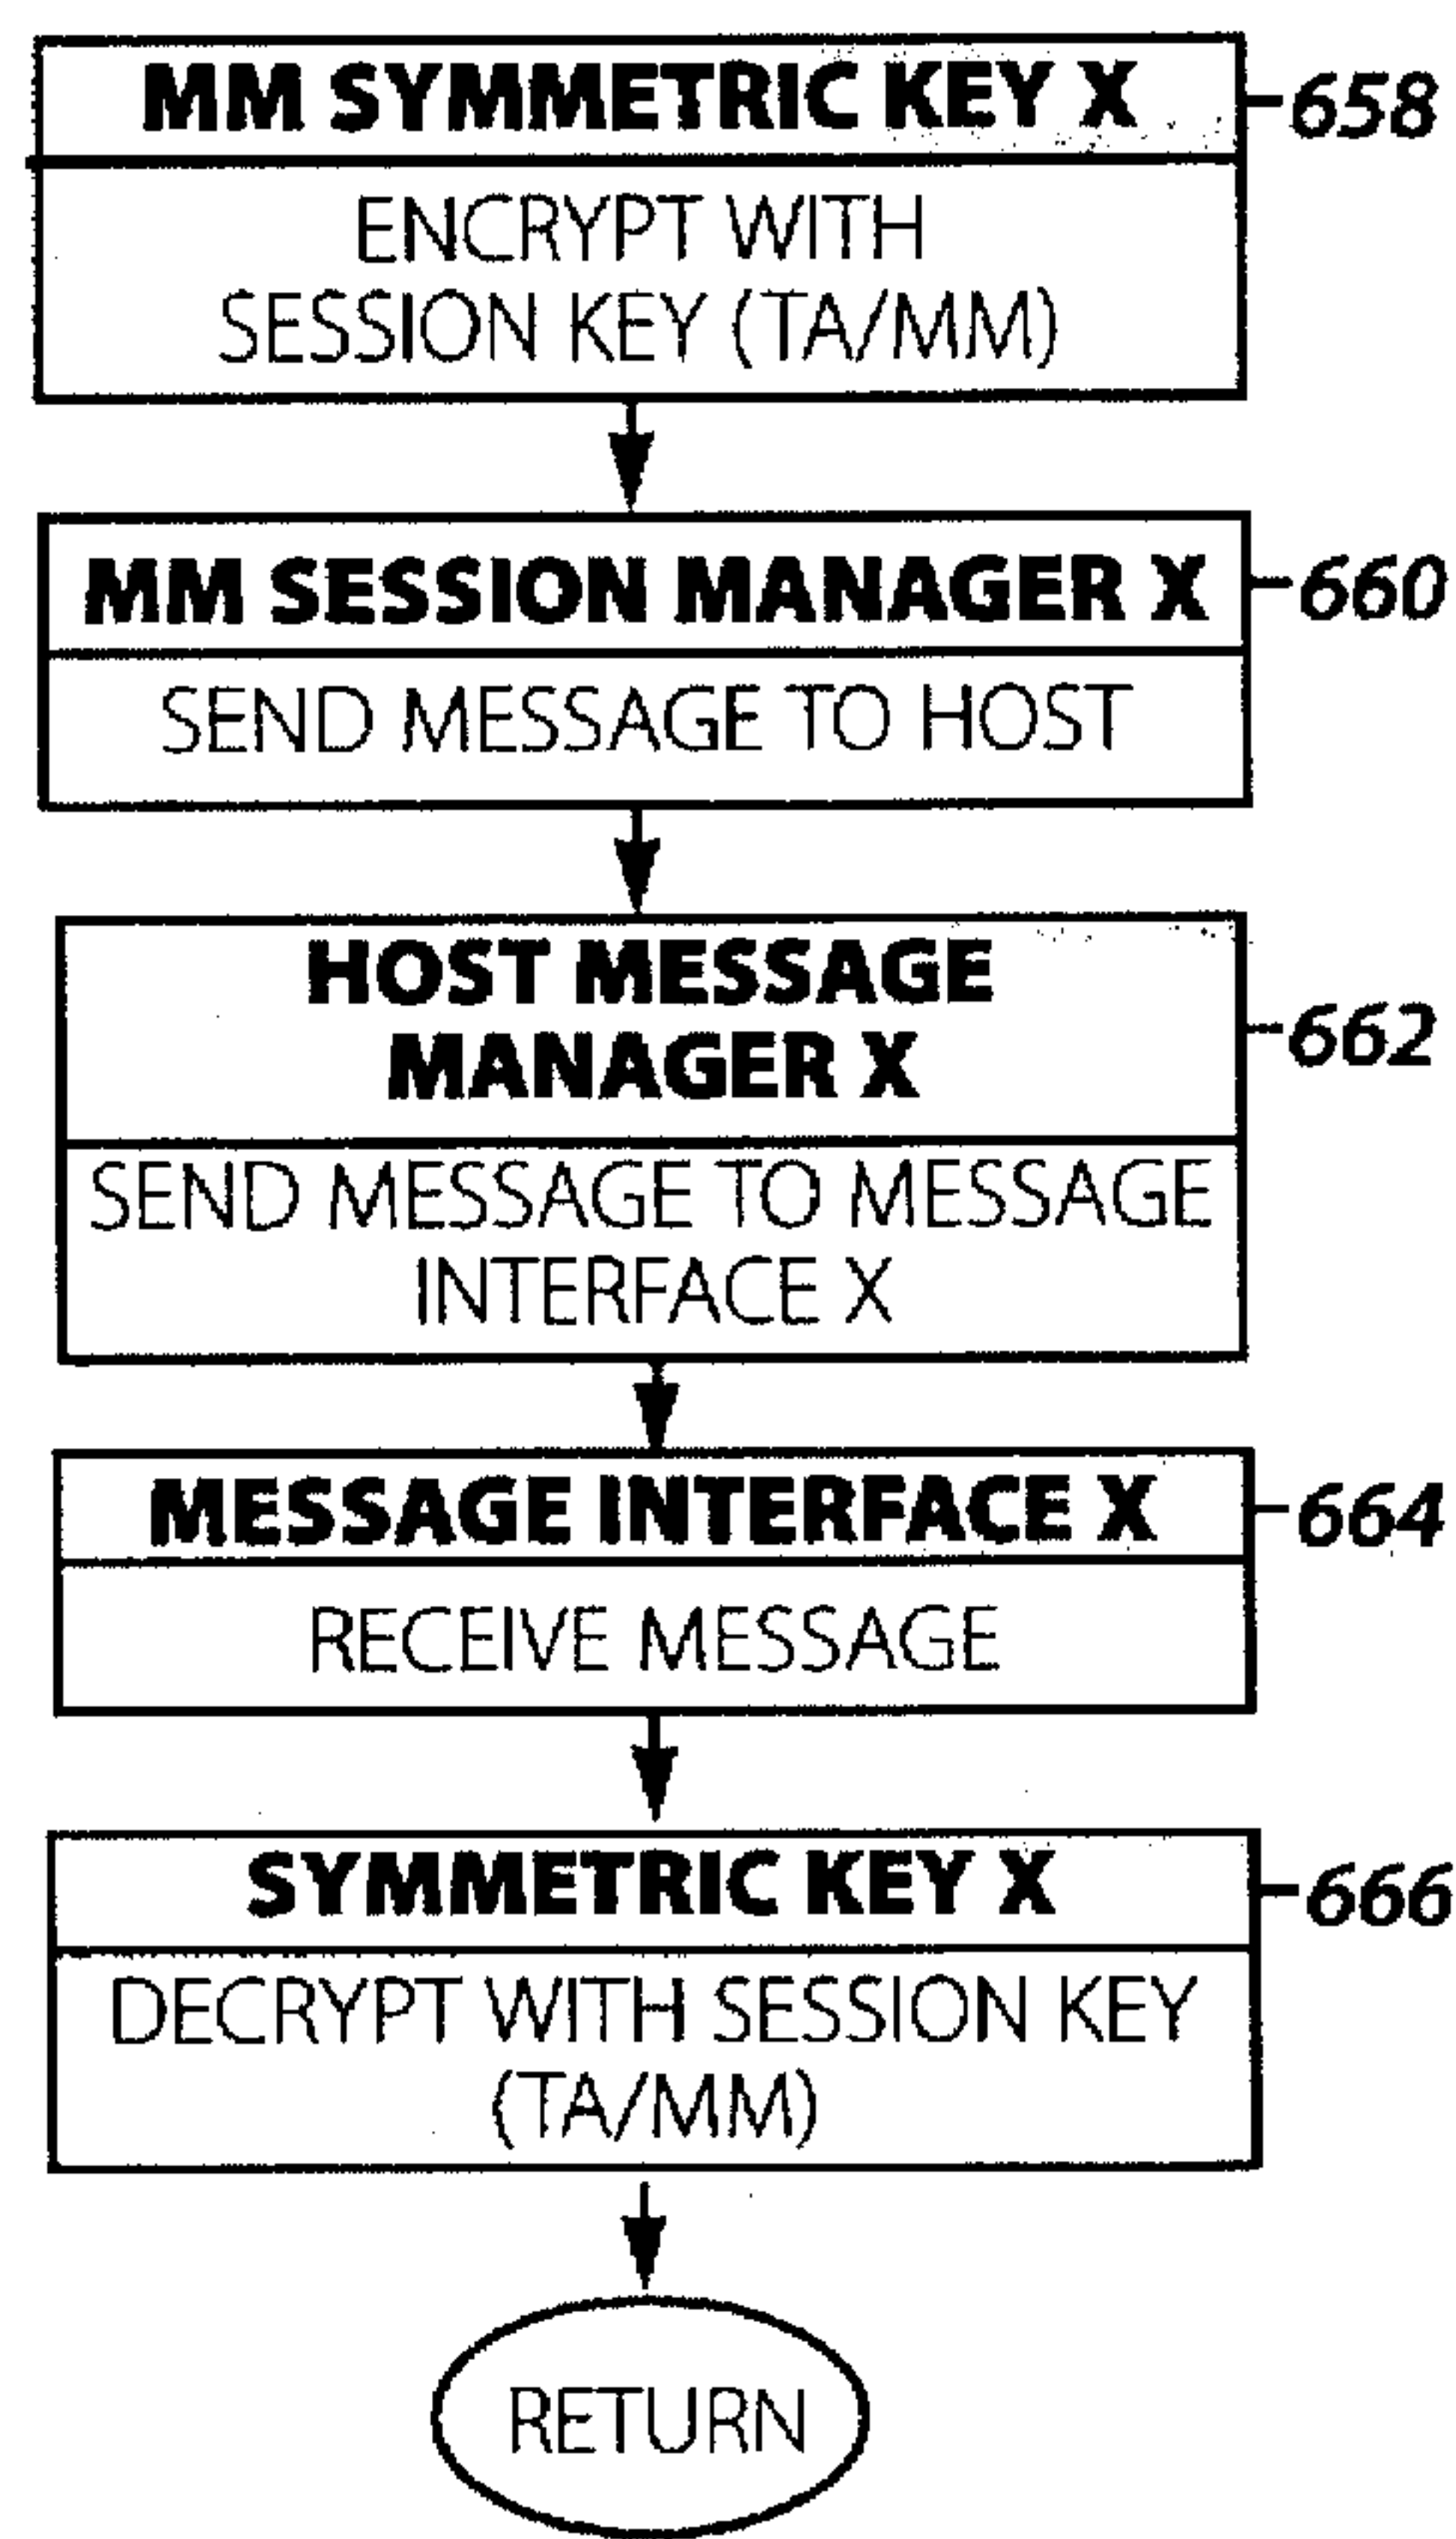 MM SYMMETRIC KEY X
658
ENCRYPT WITH
SESSION KEY (TA/MM)
MM SESSION MANAGER X
660
SEND MESSAGE TO HOST
HOST MESSAGE
MANAGER X
662
SEND MESSAGE TO MESSAGE
INTERFACE X
MESSAGE INTERFACE X
664
RECEIVE MESSAGE
SYMMETRIC KEY X
666
DECRYPT WITH SESSION KEY
(TA/MM)
RETURN